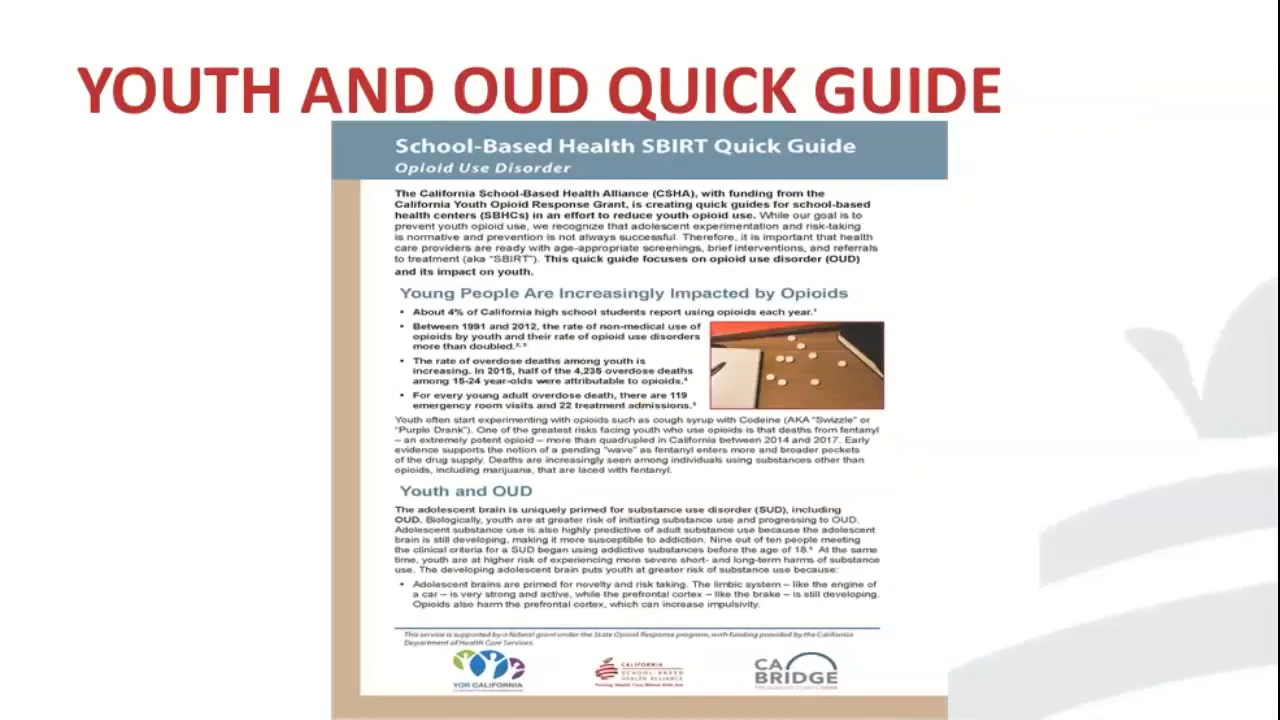 YOUTH AND OUD QUICK GUIDE
School-Based Health SBIRT Quick Guide
Opioid Use Disorder
The California School-Based Health Alliance (CSHA), with funding from the
California Youth Opioid Response Grant, is creating quick guides for school-based
health centers (SBHCs) in an effort to reduce youth opioid use. While our goal is to
prevent youth opioid use, we recognize that adolescent experimentation and risk-taking
is normative and prevention is not always successful. Therefore, it is important that health
care providers are ready with age-appropriate screenings, brief interventions, and referrals
to treatment (aka "SBIRT"). This quick guide focuses on opioid use disorder (OUD)
and its impact on youth.
Young People Are Increasingly Impacted by Opioids
• About 4% of California high school students report using opioids each year.¹
• Between 1991 and 2012, the rate of non-medical use of
opioids by youth and their rate of opioid use disorders
more than doubled.²,³
• The rate of overdose deaths among youth is
increasing. In 2015, half of the 4,235 overdose deaths
among 15-24 year-olds were attributable to opioids.⁴
• For every young adult overdose death, there are 119
emergency room visits and 22 treatment admissions.⁵
Youth often start experimenting with opioids such as cough syrup with Codeine (AKA "Swizzle" or
"Purple Drank"). One of the greatest risks facing youth who use opioids is that deaths from fentanyl
– an extremely potent opioid – more than quadrupled in California between 2014 and 2017. Early
evidence supports the notion of a pending "wave" as fentanyl enters more and broader pockets
of the drug supply. Deaths are increasingly seen among individuals using substances other than
opioids, including marijuana, that are laced with fentanyl.
Youth and OUD
The adolescent brain is uniquely primed for substance use disorder (SUD), including
OUD. Biologically, youth are at greater risk of initiating substance use and progressing to OUD.
Adolescent substance use is also highly predictive of adult substance use because the adolescent
brain is still developing, making it more susceptible to addiction. Nine out of ten people meeting
the clinical criteria for a SUD began using addictive substances before the age of 18.⁶ At the same
time, youth are at higher risk of experiencing more severe short- and long-term harms of substance
use. The developing adolescent brain puts youth at greater risk of substance use because:
• Adolescent brains are primed for novelty and risk taking. The limbic system – like the engine of
a car – is very strong and active, while the prefrontal cortex – like the brake – is still developing.
Opioids also harm the prefrontal cortex, which can increase impulsivity.
This service is supported by a federal grant under the State Opioid Response program, with funding provided by the California
Department of Health Care Services.
YOR CALIFORNIA
CALIFORNIA
SCHOOL-BASED
HEALTH ALLIANCE
Putting Health Care Where Kids Are
CA
BRIDGE